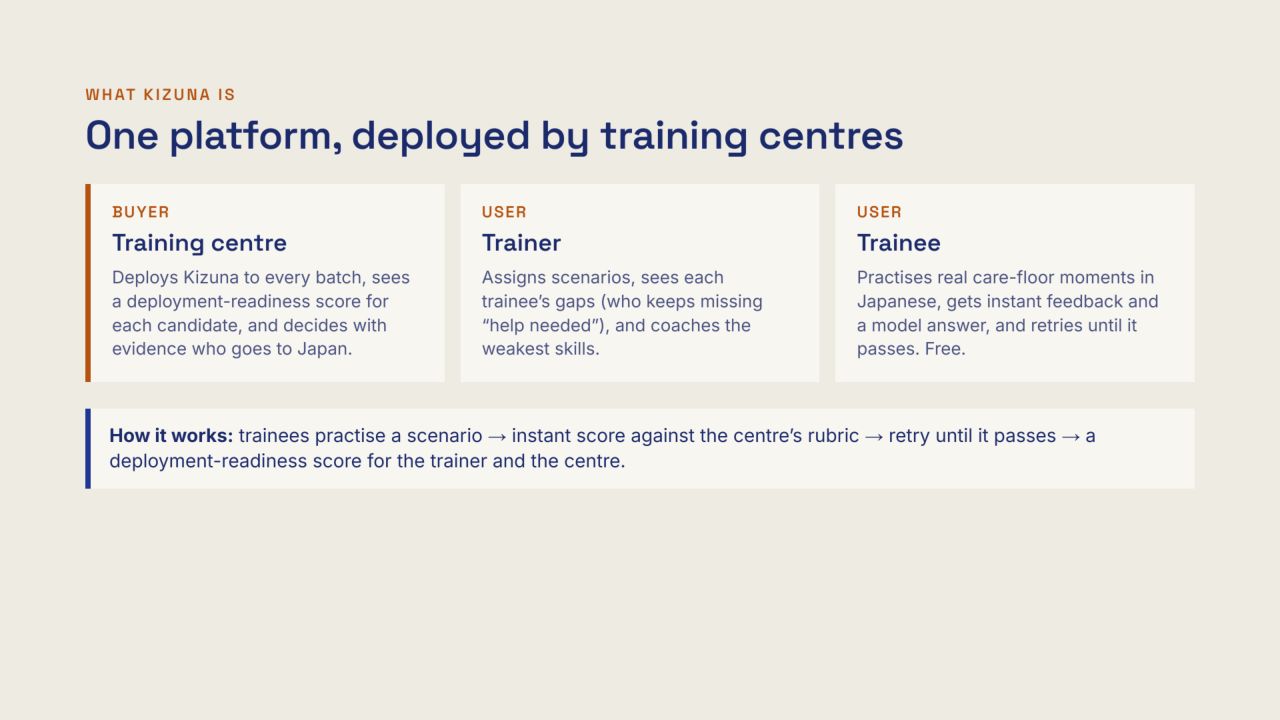 WHAT KIZUNA IS
One platform, deployed by training centres
BUYER
Training centre
Deploys Kizuna to every batch, sees
a deployment-readiness score for
each candidate, and decides with
evidence who goes to Japan.
USER
Trainer
Assigns scenarios, sees each
trainee’s gaps (who keeps missing
“help needed”), and coaches the
weakest skills.
USER
Trainee
Practises real care-floor moments in
Japanese, gets instant feedback and
a model answer, and retries until it
passes. Free.
How it works: trainees practise a scenario → instant score against the centre’s rubric → retry until it passes → a
deployment-readiness score for the trainer and the centre.